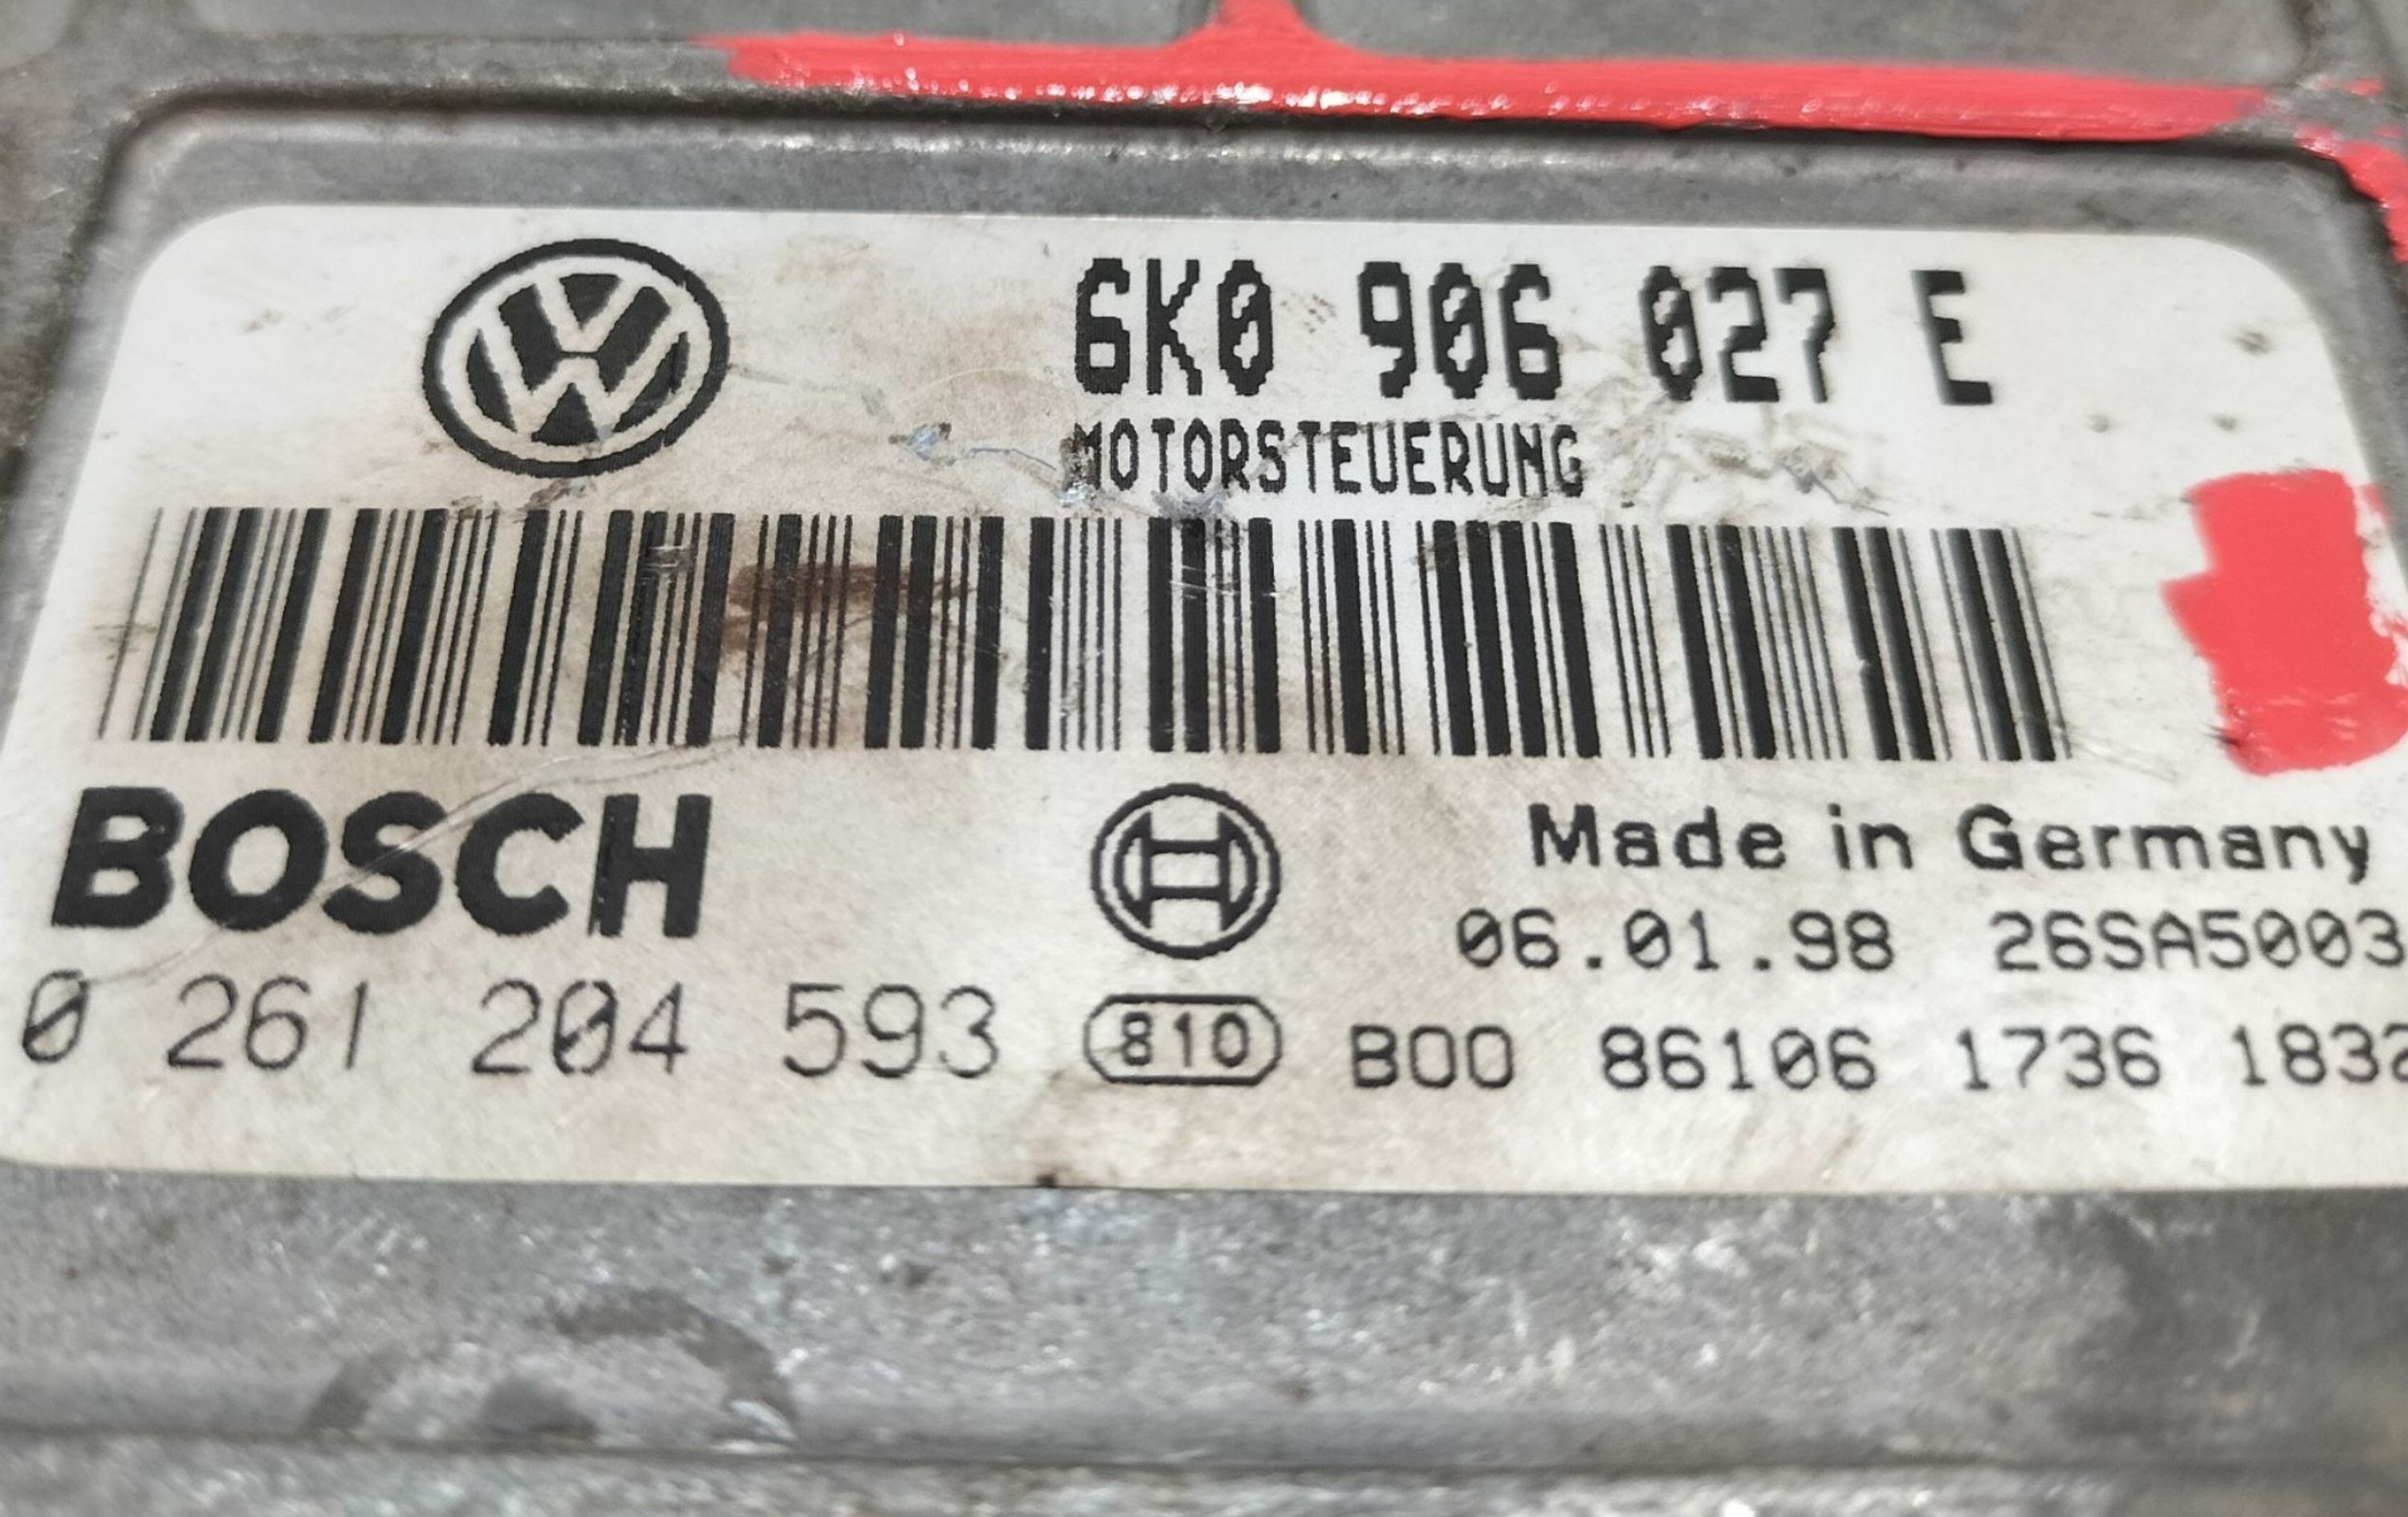 6K0 906 027 E
MOTORSTEUERUNG
BOSCH
Made in Germany
06.01.98 26SA5003
0 261 204 593 810 B00 86106 1736 1832